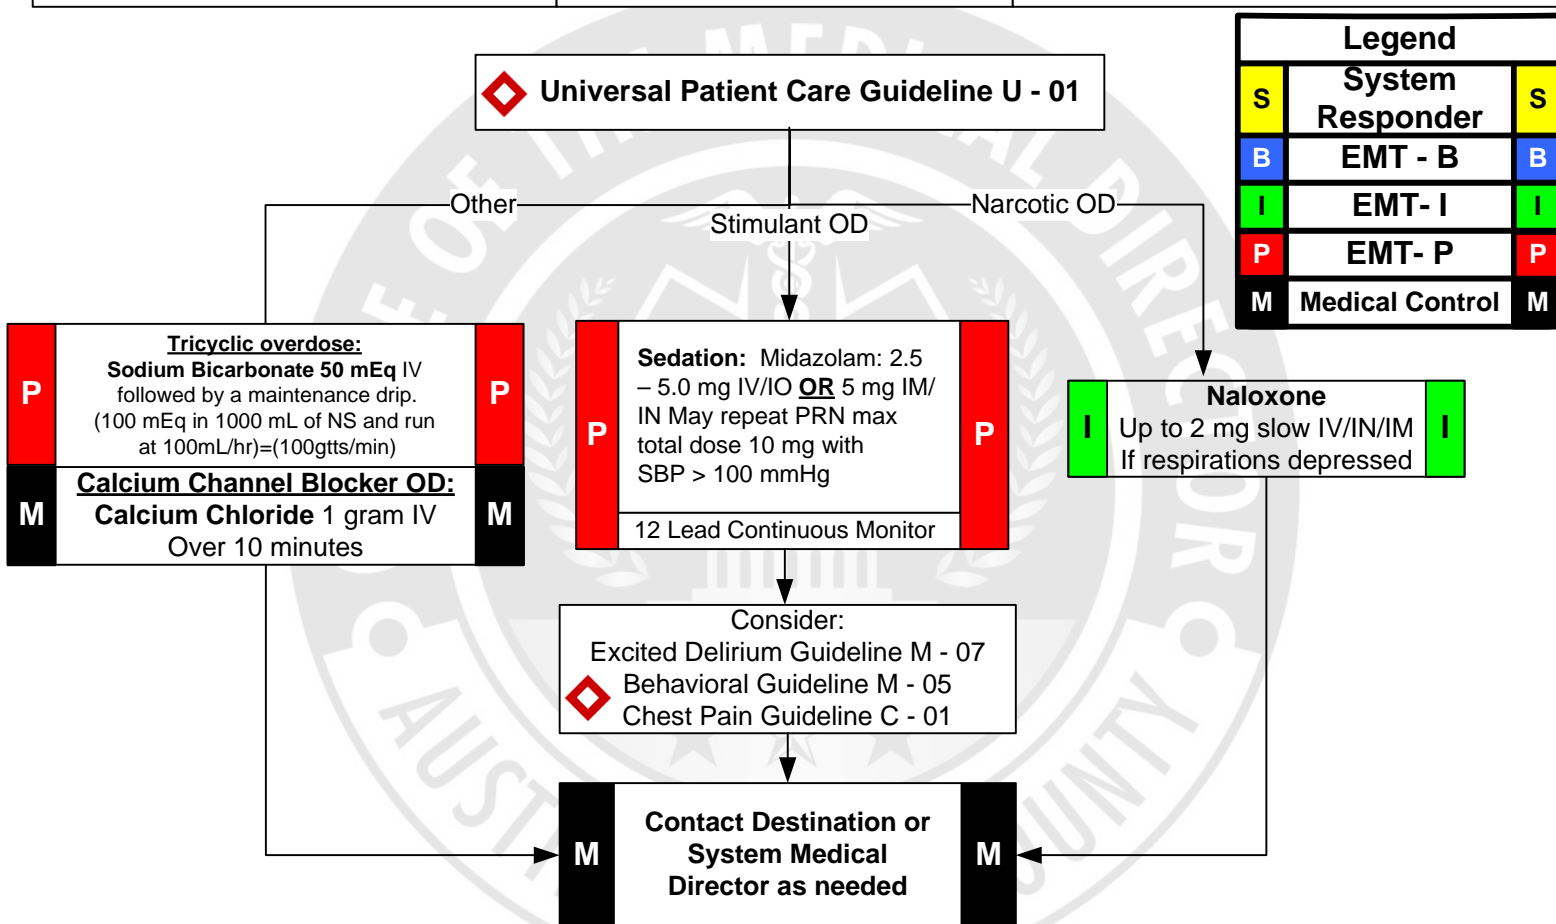 Universal Patient Care Guideline U - 01
Legend
S System S
Responder
B EMT - B B
I EMT- I I
P EMT- P P
M Medical Control M
Other
Stimulant OD
Narcotic OD
P P
Tricyclic overdose:
Sodium Bicarbonate 50 mEq IV
followed by a maintenance drip.
(100 mEq in 1000 mL of NS and run
at 100mL/hr)=(100gtts/min)
M M
Calcium Channel Blocker OD:
Calcium Chloride 1 gram IV
Over 10 minutes
P P
Sedation: Midazolam: 2.5
– 5.0 mg IV/IO OR 5 mg IM/
IN May repeat PRN max
total dose 10 mg with
SBP > 100 mmHg
12 Lead Continuous Monitor
I I
Naloxone
Up to 2 mg slow IV/IN/IM
If respirations depressed
Consider:
Excited Delirium Guideline M - 07
Behavioral Guideline M - 05
Chest Pain Guideline C - 01
M M
Contact Destination or
System Medical
Director as needed